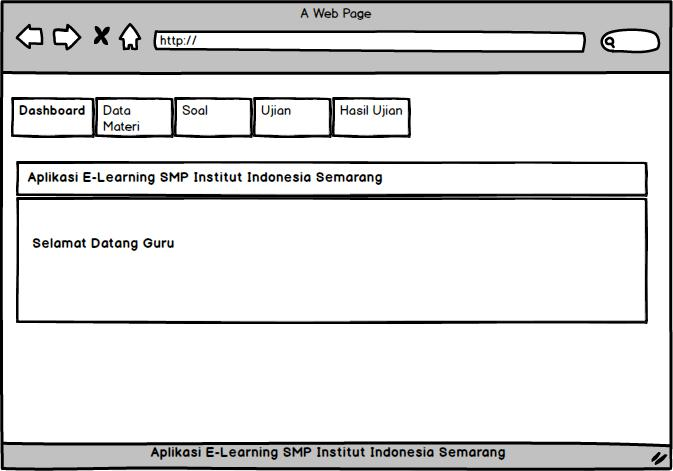 A Web Page
http://
Dashboard
Data
Materi
Soal
Ujian
Hasil Ujian
Aplikasi E-Learning SMP Institut Indonesia Semarang
Selamat Datang Guru
Aplikasi E-Learning SMP Institut Indonesia Semarang